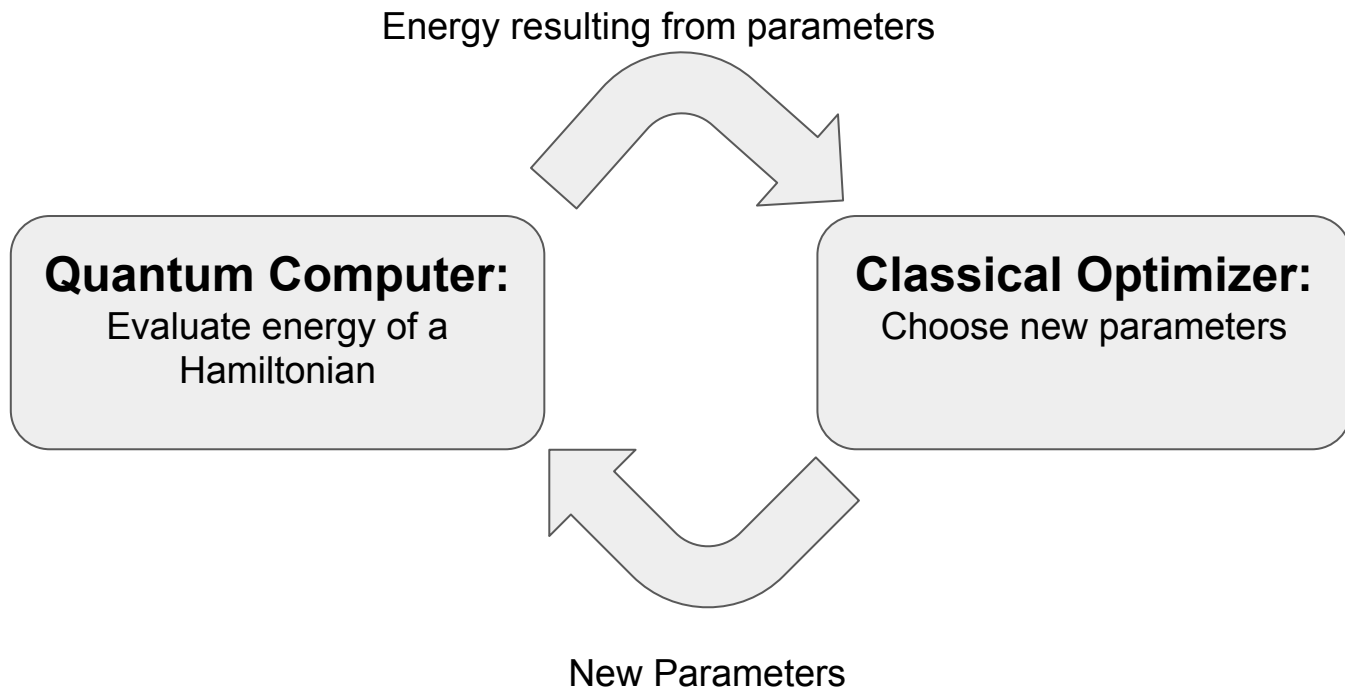 Energy resulting from parameters
Quantum Computer:
Evaluate energy of a
Hamiltonian
Classical Optimizer:
Choose new parameters
New Parameters